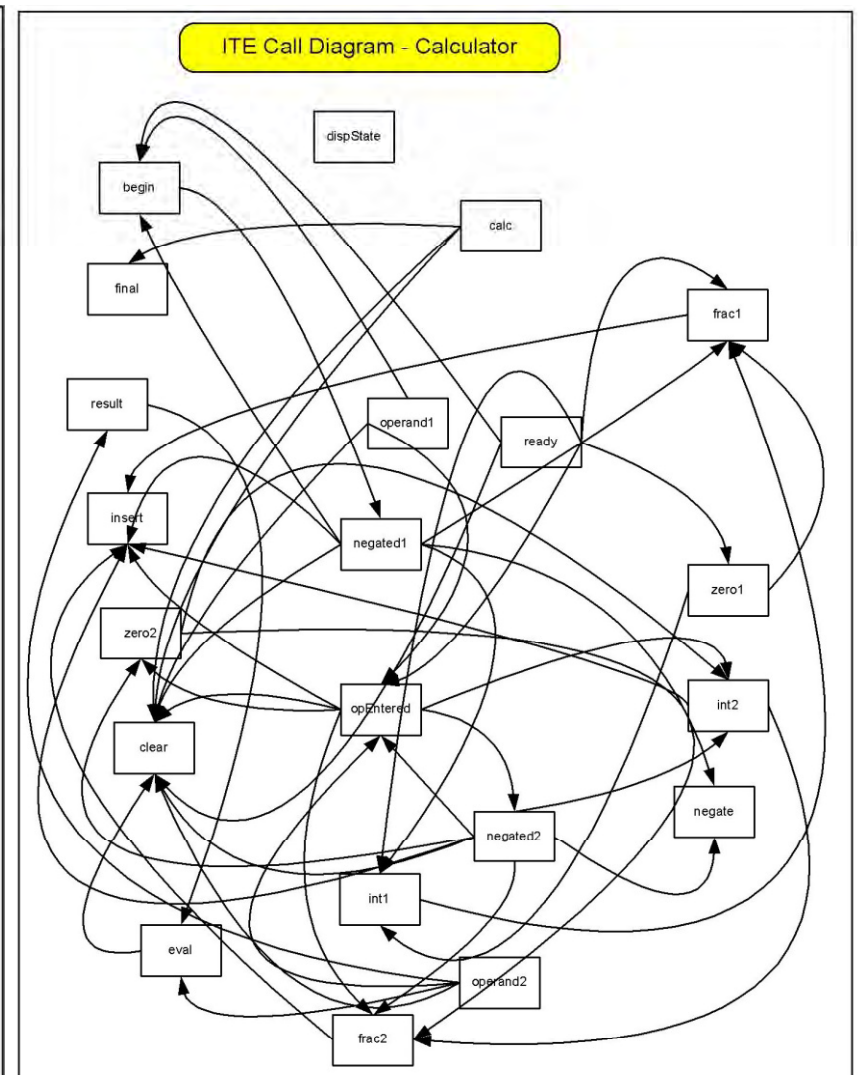 ITE Call Diagram - Calculator
dispState
begin
calc
final
frac1
result
operand1
ready
insert
negated1
zero1
zero2
opEntered
int2
clear
negate
negated2
int1
eval
operand2
frac2